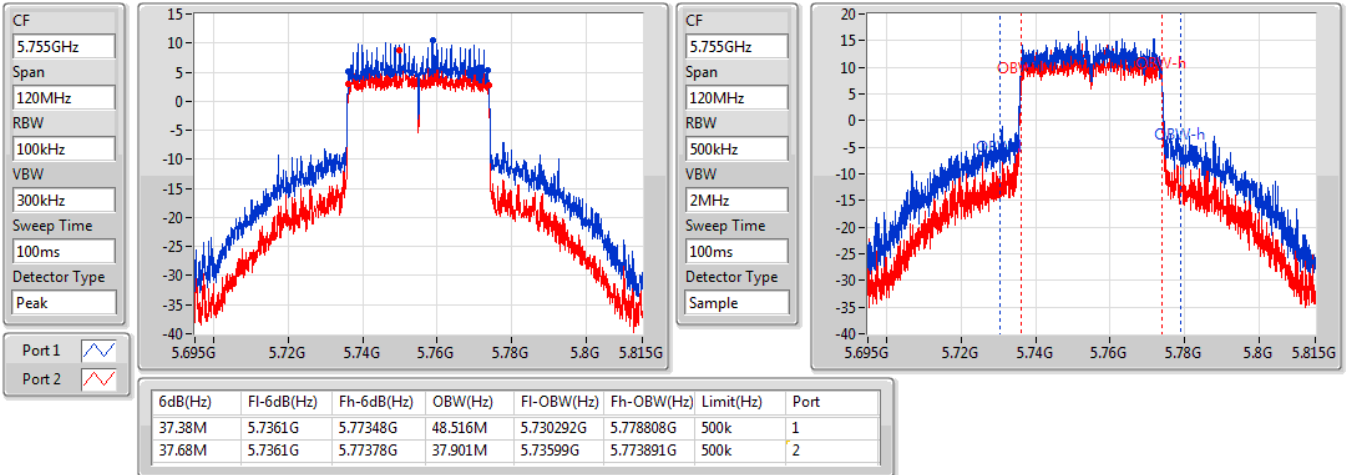 CF
5.755GHz
Span
120MHz
RBW
100kHz
VBW
300kHz
Sweep Time
100ms
Detector Type
Peak
Port 1
Port 2
15
10
5
0
-5
-10
-15
-20
-25
-30
-35
-40
5.695G 5.72G 5.74G 5.76G 5.78G 5.8G 5.815G
CF
5.755GHz
Span
120MHz
RBW
500kHz
VBW
2MHz
Sweep Time
100ms
Detector Type
Sample
20
15
10
5
0
-5
-10
-15
-20
-25
-30
-35
-40
OBW-h
OBW-h
5.695G 5.72G 5.74G 5.76G 5.78G 5.8G 5.815G
6dB(Hz) Fl-6dB(Hz) Fh-6dB(Hz) OBW(Hz) Fl-OBW(Hz) Fh-OBW(Hz) Limit(Hz) Port
37.38M 5.7361G 5.77348G 48.516M 5.730292G 5.778808G 500k 1
37.68M 5.7361G 5.77378G 37.901M 5.73599G 5.773891G 500k 2